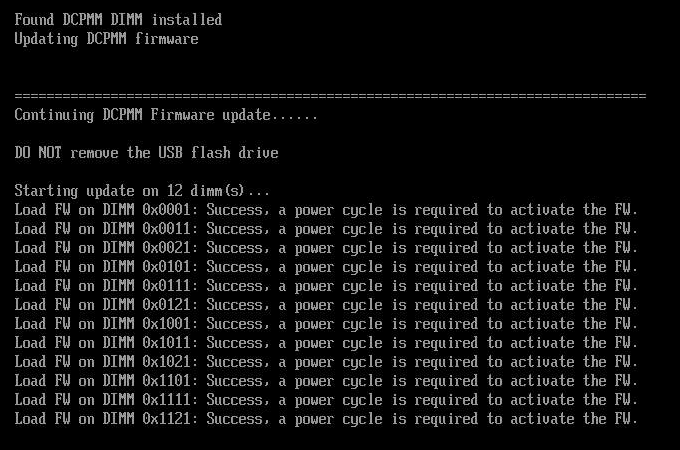 Found DCPMM DIMM installed
Updating DCPMM firmware
===============================================================================
Continuing DCPMM Firmware update......
DO NOT remove the USB flash drive
Starting update on 12 dimm(s)...
Load FW on DIMM 0x0001: Success, a power cycle is required to activate the FW.
Load FW on DIMM 0x0011: Success, a power cycle is required to activate the FW.
Load FW on DIMM 0x0021: Success, a power cycle is required to activate the FW.
Load FW on DIMM 0x0101: Success, a power cycle is required to activate the FW.
Load FW on DIMM 0x0111: Success, a power cycle is required to activate the FW.
Load FW on DIMM 0x0121: Success, a power cycle is required to activate the FW.
Load FW on DIMM 0x1001: Success, a power cycle is required to activate the FW.
Load FW on DIMM 0x1011: Success, a power cycle is required to activate the FW.
Load FW on DIMM 0x1021: Success, a power cycle is required to activate the FW.
Load FW on DIMM 0x1101: Success, a power cycle is required to activate the FW.
Load FW on DIMM 0x1111: Success, a power cycle is required to activate the FW.
Load FW on DIMM 0x1121: Success, a power cycle is required to activate the FW.